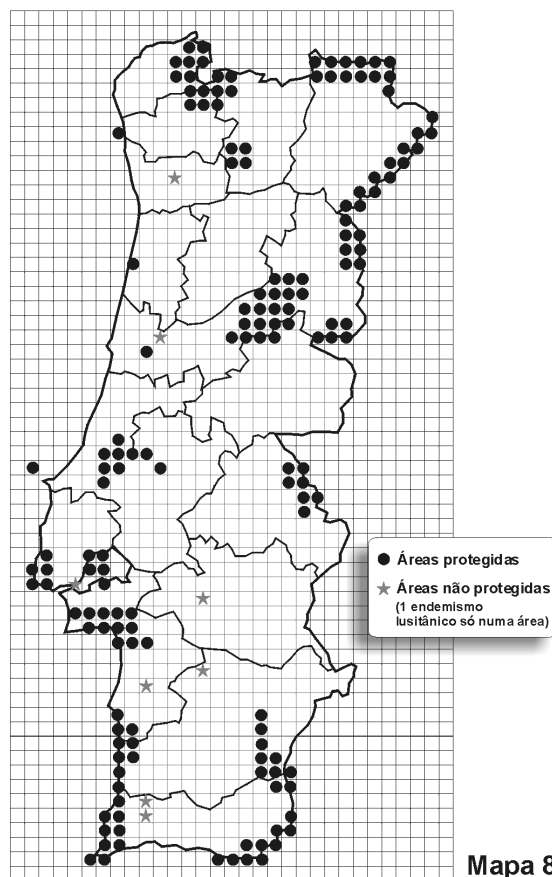 Áreas protegidas
Áreas não protegidas
(1 endemismo
lusitânico só numa área)
Mapa 8